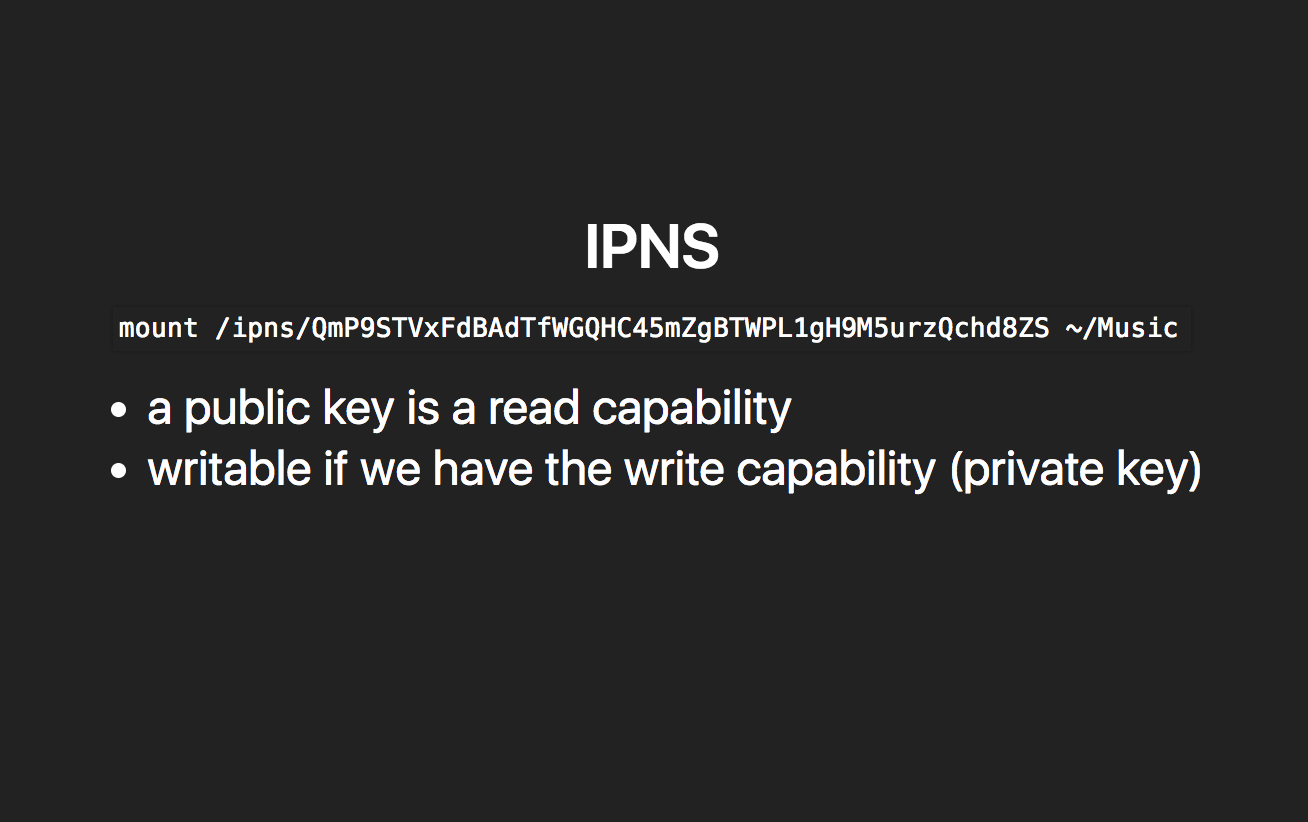 IPNS
mount /ipns/QmP9STVxFdBAdTfWGQHC45mZgBTWPL1gH9M5urzQchd8ZS ~/Music
• a public key is a read capability
• writable if we have the write capability (private key)